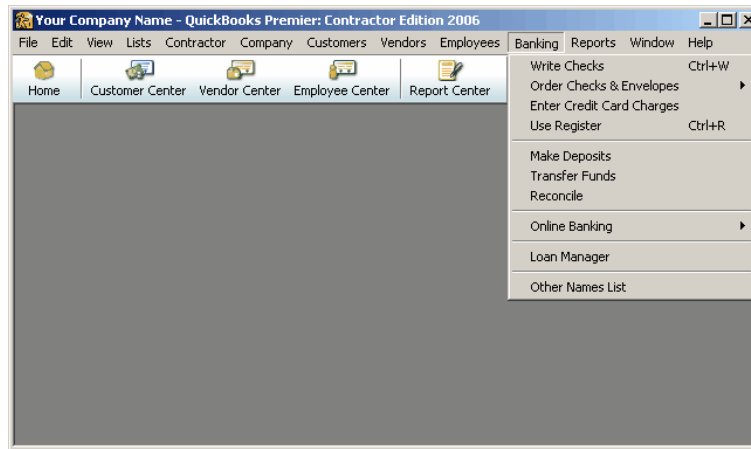 Your Company Name - QuickBooks Premier: Contractor Edition 2006
File Edit View Lists Contractor Company Customers Vendors Employees Banking Reports Window Help
Home Customer Center Vendor Center Employee Center Report Center
Write Checks Ctrl+W
Order Checks & Envelopes
Enter Credit Card Charges
Use Register Ctrl+R
Make Deposits
Transfer Funds
Reconcile
Online Banking
Loan Manager
Other Names List